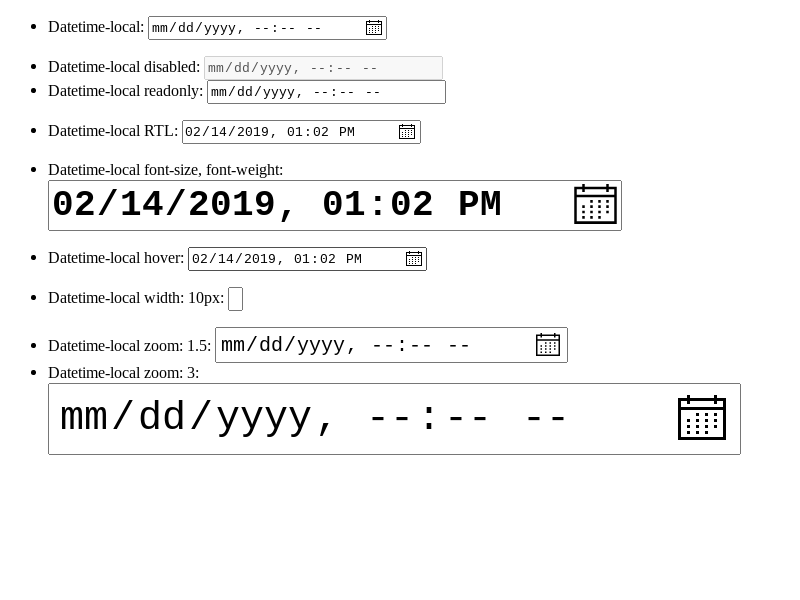 Datetime-local: mm/dd/yyyy, --:-- --
Datetime-local disabled: mm/dd/yyyy, --:-- --
Datetime-local readonly: mm/dd/yyyy, --:-- --
Datetime-local RTL: 02/14/2019, 01:02 PM
Datetime-local font-size, font-weight:
02/14/2019, 01:02 PM
Datetime-local hover: 02/14/2019, 01:02 PM
Datetime-local width: 10px:
Datetime-local zoom: 1.5: mm/dd/yyyy, --:-- --
Datetime-local zoom: 3:
mm/dd/yyyy, --:-- --